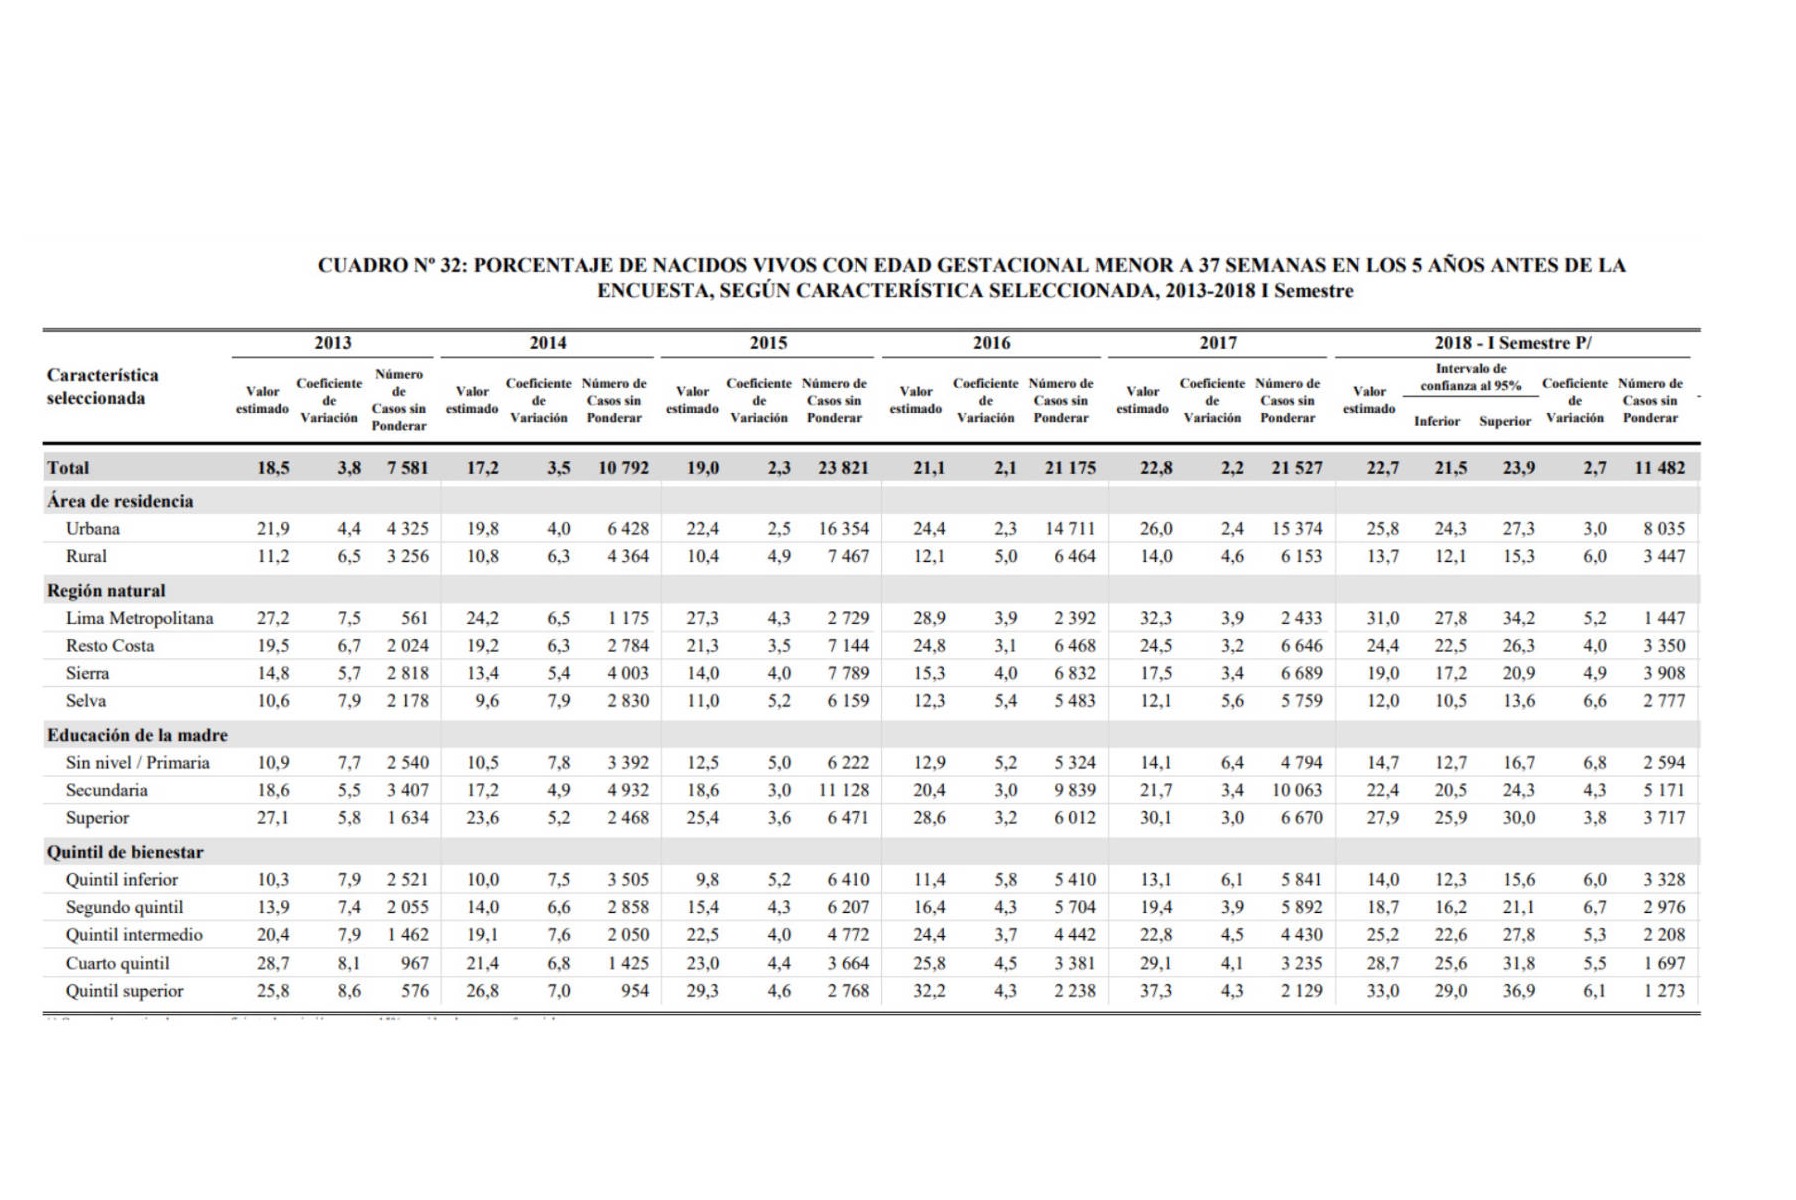 CUADRO Nº 32: PORCENTAJE DE NACIDOS VIVOS CON EDAD GESTACIONAL MENOR A 37 SEMANAS EN LOS 5 AÑOS ANTES DE LA
ENCUESTA, SEGÚN CARACTERÍSTICA SELECCIONADA, 2013-2018 I Semestre
Característica seleccionada 2013 2014 2015 2016 2017 2018 - I Semestre P/
Valor estimado Coeficiente de Variación Número de Casos sin Ponderar Valor estimado Coeficiente de Variación Número de Casos sin Ponderar Valor estimado Coeficiente de Variación Número de Casos sin Ponderar Valor estimado Coeficiente de Variación Número de Casos sin Ponderar Valor estimado Coeficiente de Variación Número de Casos sin Ponderar Valor estimado Intervalo de confianza al 95% Inferior Superior Coeficiente de Variación Número de Casos sin Ponderar
Total 18,5 3,8 7 581 17,2 3,5 10 792 19,0 2,3 23 821 21,1 2,1 21 175 22,8 2,2 21 527 22,7 21,5 23,9 2,7 11 482
Área de residencia
Urbana 21,9 4,4 4 325 19,8 4,0 6 428 22,4 2,5 16 354 24,4 2,3 14 711 26,0 2,4 15 374 25,8 24,3 27,3 3,0 8 035
Rural 11,2 6,5 3 256 10,8 6,3 4 364 10,4 4,9 7 467 12,1 5,0 6 464 14,0 4,6 6 153 13,7 12,1 15,3 6,0 3 447
Región natural
Lima Metropolitana 27,2 7,5 561 24,2 6,5 1 175 27,3 4,3 2 729 28,9 3,9 2 392 32,3 3,9 2 433 31,0 27,8 34,2 5,2 1 447
Resto Costa 19,5 6,7 2 024 19,2 6,3 2 784 21,3 3,5 7 144 24,8 3,1 6 468 24,5 3,2 6 646 24,4 22,5 26,3 4,0 3 350
Sierra 14,8 5,7 2 818 13,4 5,4 4 003 14,0 4,0 7 789 15,3 4,0 6 832 17,5 3,4 6 689 19,0 17,2 20,9 4,9 3 908
Selva 10,6 7,9 2 178 9,6 7,9 2 830 11,0 5,2 6 159 12,3 5,4 5 483 12,1 5,6 5 759 12,0 10,5 13,6 6,6 2 777
Educación de la madre
Sin nivel / Primaria 10,9 7,7 2 540 10,5 7,8 3 392 12,5 5,0 6 222 12,9 5,2 5 324 14,1 6,4 4 794 14,7 12,7 16,7 6,8 2 594
Secundaria 18,6 5,5 3 407 17,2 4,9 4 932 18,6 3,0 11 128 20,4 3,0 9 839 21,7 3,4 10 063 22,4 20,5 24,3 4,3 5 171
Superior 27,1 5,8 1 634 23,6 5,2 2 468 25,4 3,6 6 471 28,6 3,2 6 012 30,1 3,0 6 670 27,9 25,9 30,0 3,8 3 717
Quintil de bienestar
Quintil inferior 10,3 7,9 2 521 10,0 7,5 3 505 9,8 5,2 6 410 11,4 5,8 5 410 13,1 6,1 5 841 14,0 12,3 15,6 6,0 3 328
Segundo quintil 13,9 7,4 2 055 14,0 6,6 2 858 15,4 4,3 6 207 16,4 4,3 5 704 19,4 3,9 5 892 18,7 16,2 21,1 6,7 2 976
Quintil intermedio 20,4 7,9 1 462 19,1 7,6 2 050 22,5 4,0 4 772 24,4 3,7 4 442 22,8 4,5 4 430 25,2 22,6 27,8 5,3 2 208
Cuarto quintil 28,7 8,1 967 21,4 6,8 1 425 23,0 4,4 3 664 25,8 4,5 3 381 29,1 4,1 3 235 28,7 25,6 31,8 5,5 1 697
Quintil superior 25,8 8,6 576 26,8 7,0 954 29,3 4,6 2 768 32,2 4,3 2 238 37,3 4,3 2 129 33,0 29,0 36,9 6,1 1 273